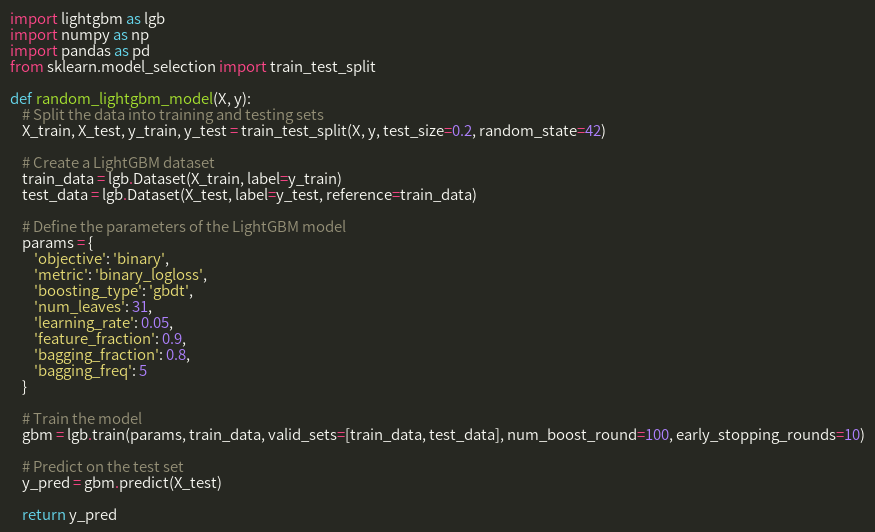 import lightgbm as lgb
import numpy as np
import pandas as pd
from sklearn.model_selection import train_test_split

def random_lightgbm_model(X, y):
    # Split the data into training and testing sets
    X_train, X_test, y_train, y_test = train_test_split(X, y, test_size=0.2, random_state=42)

    # Create a LightGBM dataset
    train_data = lgb.Dataset(X_train, label=y_train)
    test_data = lgb.Dataset(X_test, label=y_test, reference=train_data)

    # Define the parameters of the LightGBM model
    params = {
        'objective': 'binary',
        'metric': 'binary_logloss',
        'boosting_type': 'gbdt',
        'num_leaves': 31,
        'learning_rate': 0.05,
        'feature_fraction': 0.9,
        'bagging_fraction': 0.8,
        'bagging_freq': 5
    }

    # Train the model
    gbm = lgb.train(params, train_data, valid_sets=[train_data, test_data], num_boost_round=100, early_stopping_rounds=10)

    # Predict on the test set
    y_pred = gbm.predict(X_test)

    return y_pred